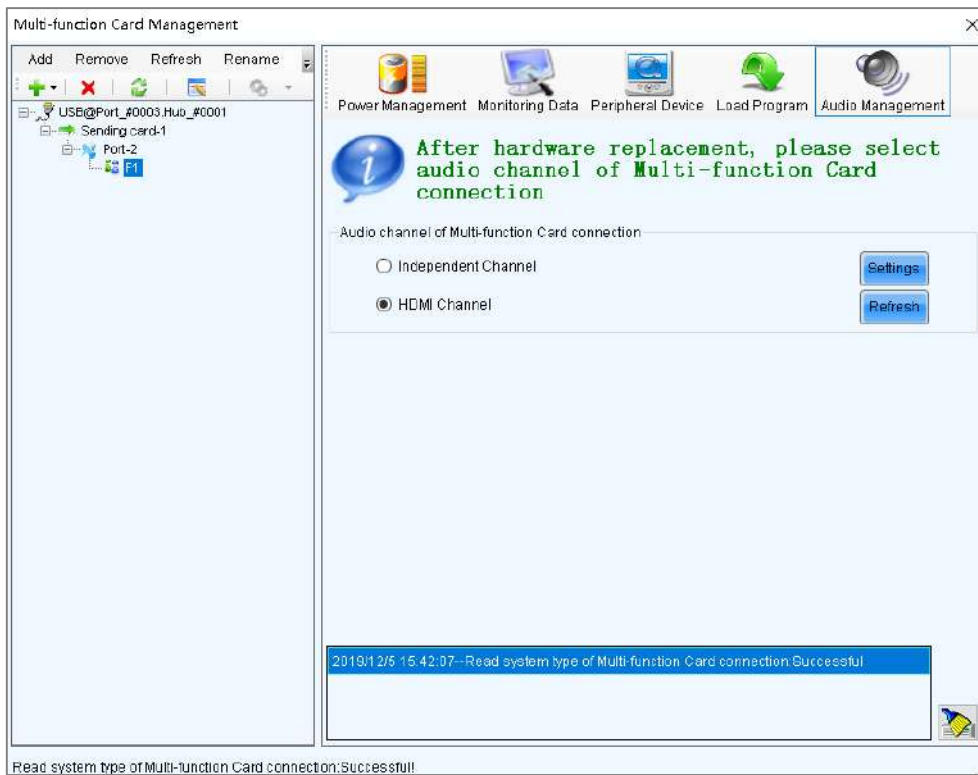 Multi-function Card Management
Add Remove Refresh Rename
USB@Port_#0003.Hub_#0001
Sending card-1
Port-2
F1
Power Management Monitoring Data Peripheral Device Load Program Audio Management
After hardware replacement, please select
audio channel of Multi-function Card
connection
Audio channel of Multi-function Card connection
Independent Channel
Settings
HDMI Channel
Refresh
2019/12/5 15:42:07--Read system type of Multi-function Card connection:Successful
Read system type of Multi-function Card connection:Successful!